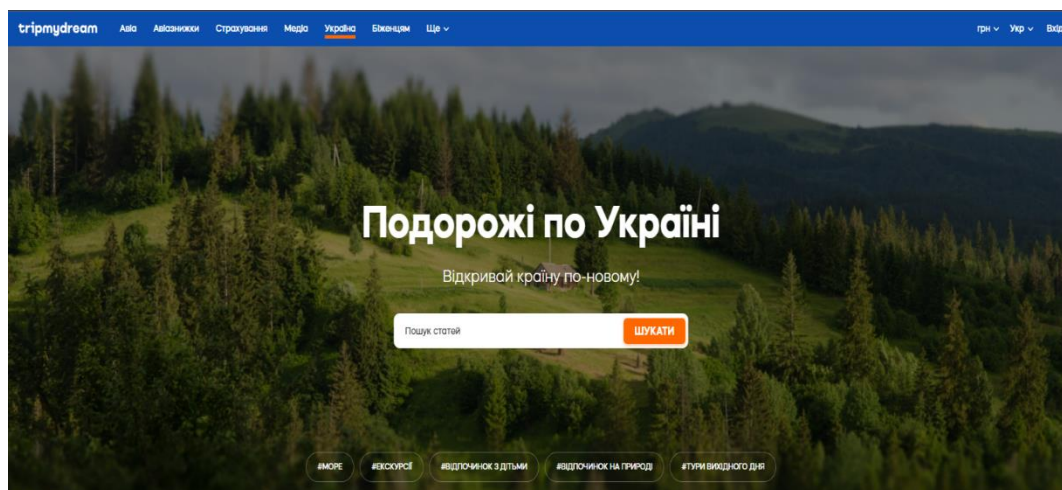 tripmydream Авіа Авіазнижки Страхування Медіа Україна Біженцям Ще грн Укр Вхід
Подорожі по Україні
Відкривай країну по-новому!
Пошук статей ШУКАТИ
#МОРЕ #ЕКСКУРСІЇ #ВІДПОЧИНОК З ДІТЬМИ #ВІДПОЧИНОК НА ПРИРОДІ #ТУРИ ВИХІДНОГО ДНЯ